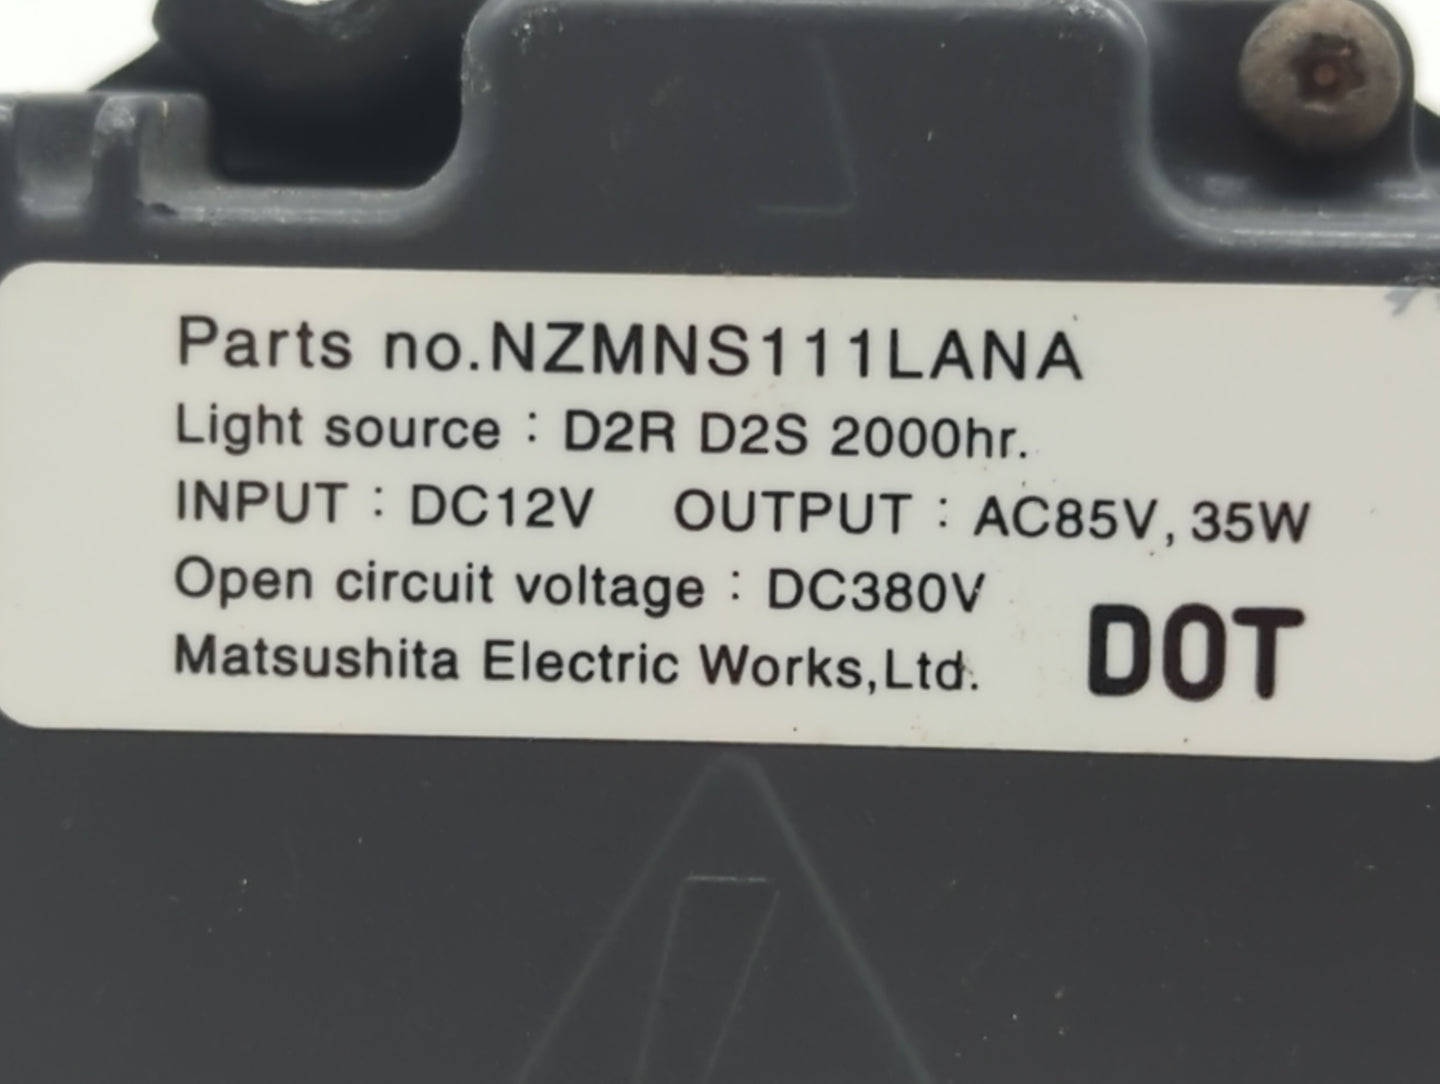 Parts no.NZMNS111LANA
Light source : D2R D2S 2000hr.
INPUT : DC12V OUTPUT : AC85V, 35W
Open circuit voltage : DC380V
Matsushita Electric Works,Ltd.
DOT